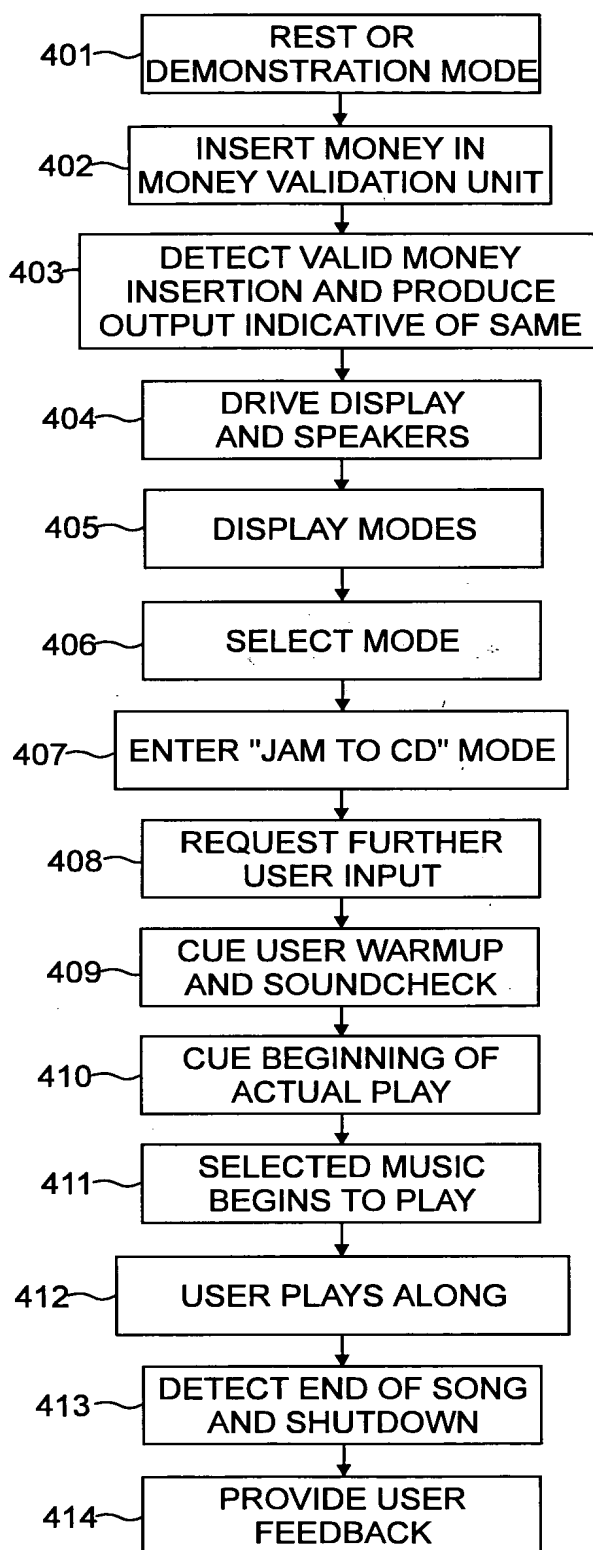 401
REST OR
DEMONSTRATION MODE
402
INSERT MONEY IN
MONEY VALIDATION UNIT
403
DETECT VALID MONEY
INSERTION AND PRODUCE
OUTPUT INDICATIVE OF SAME
404
DRIVE DISPLAY
AND SPEAKERS
405
DISPLAY MODES
406
SELECT MODE
407
ENTER "JAM TO CD" MODE
408
REQUEST FURTHER
USER INPUT
409
CUE USER WARMUP
AND SOUNDCHECK
410
CUE BEGINNING OF
ACTUAL PLAY
411
SELECTED MUSIC
BEGINS TO PLAY
412
USER PLAYS ALONG
413
DETECT END OF SONG
AND SHUTDOWN
414
PROVIDE USER
FEEDBACK